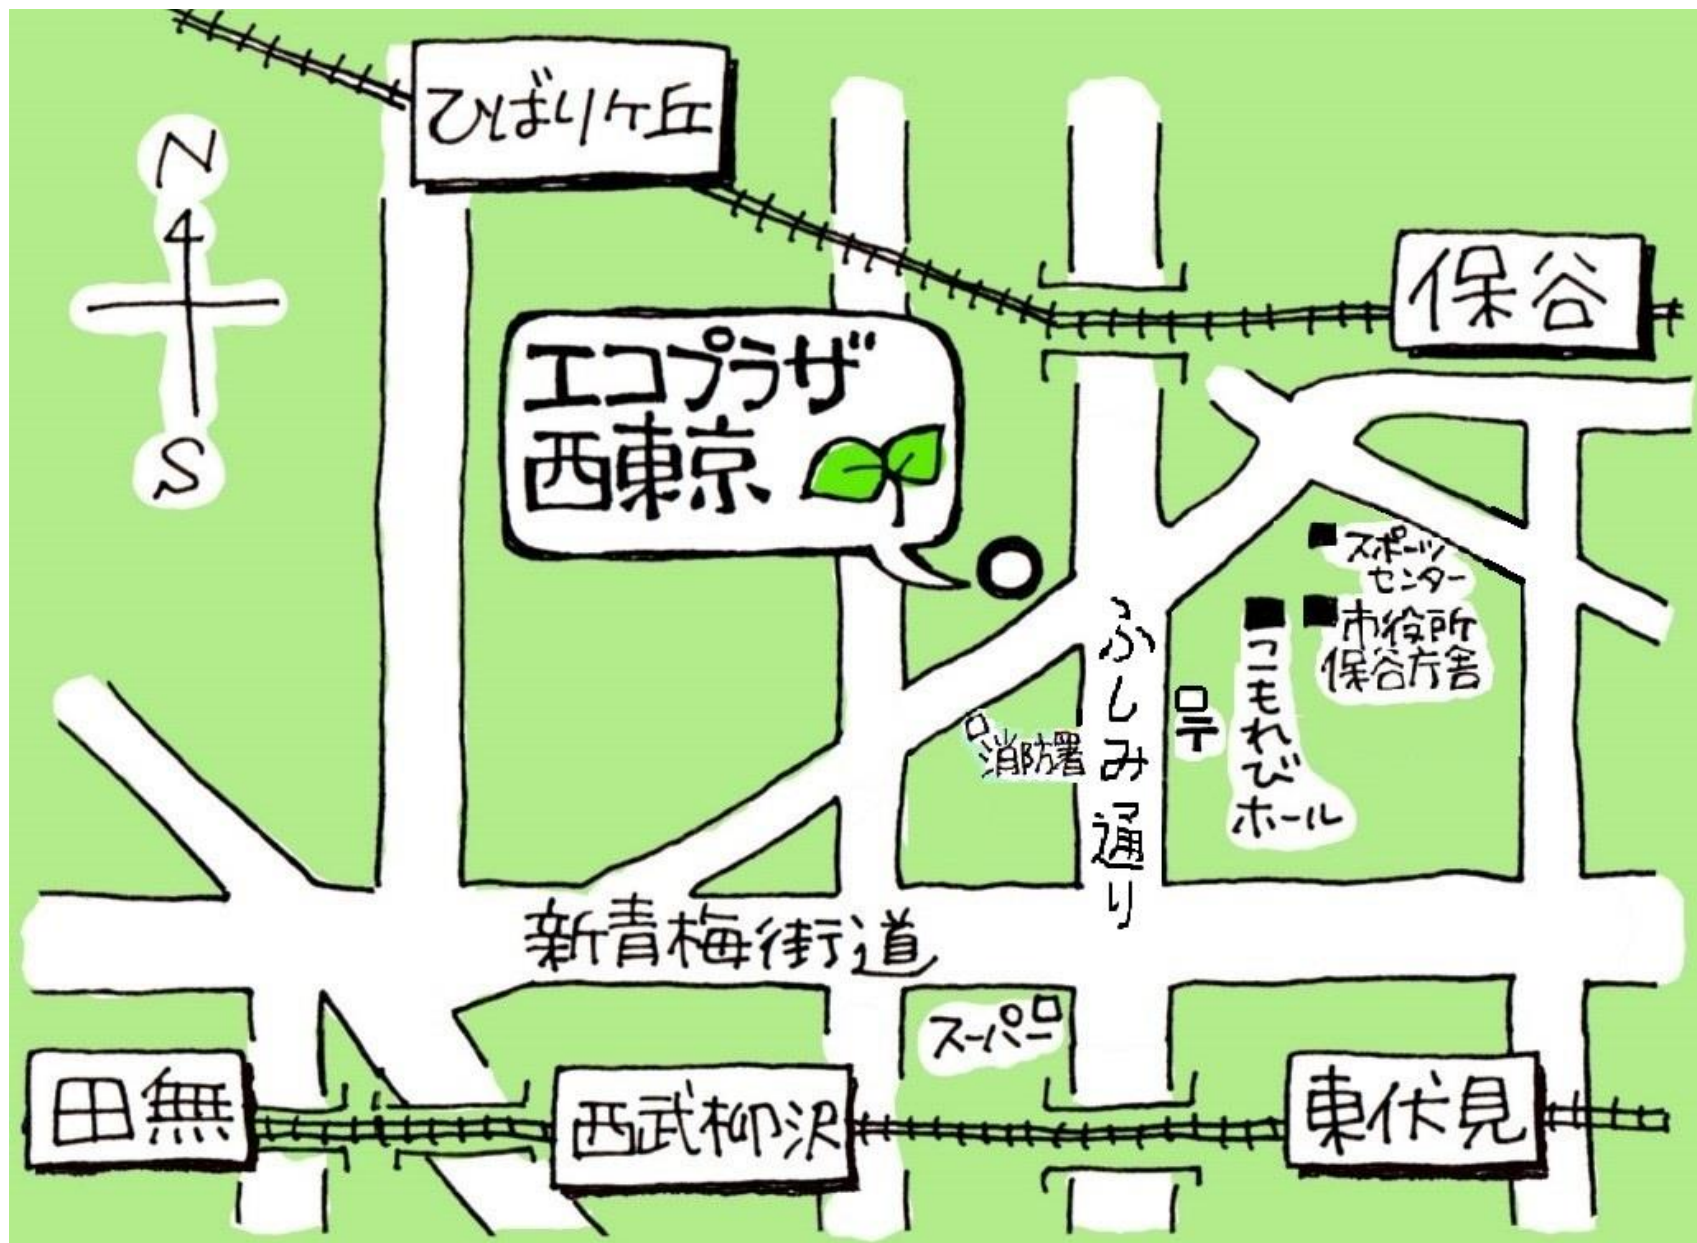 N
ひばりヶ丘
保谷
エコプラザ
西東京
S
スポーツ
センター
市役所
保谷庁舎
こもれび
ホール
ふしみ通り
〒
消防署
新青梅街道
スーパー
田無
西武柳沢
東伏見